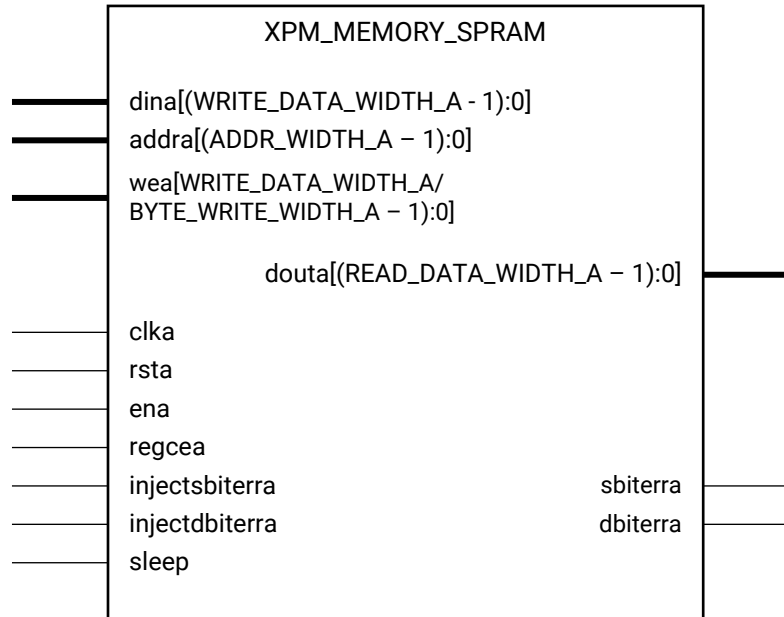 XPM_MEMORY_SPRAM
dina[(WRITE_DATA_WIDTH_A - 1):0]
addra[(ADDR_WIDTH_A – 1):0]
wea[WRITE_DATA_WIDTH_A/
BYTE_WRITE_WIDTH_A – 1):0]
douta[(READ_DATA_WIDTH_A – 1):0]
clka
rsta
ena
regcea
injectsbiterra sbiterra
injectdbiterra dbiterra
sleep